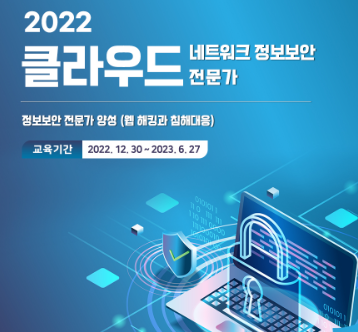 2022
클라우드 네트워크 정보보안
전문가
정보보안 전문가 양성 (웹 해킹과 침해대응)
교육기간 2022. 12. 30 ~ 2023. 6. 27